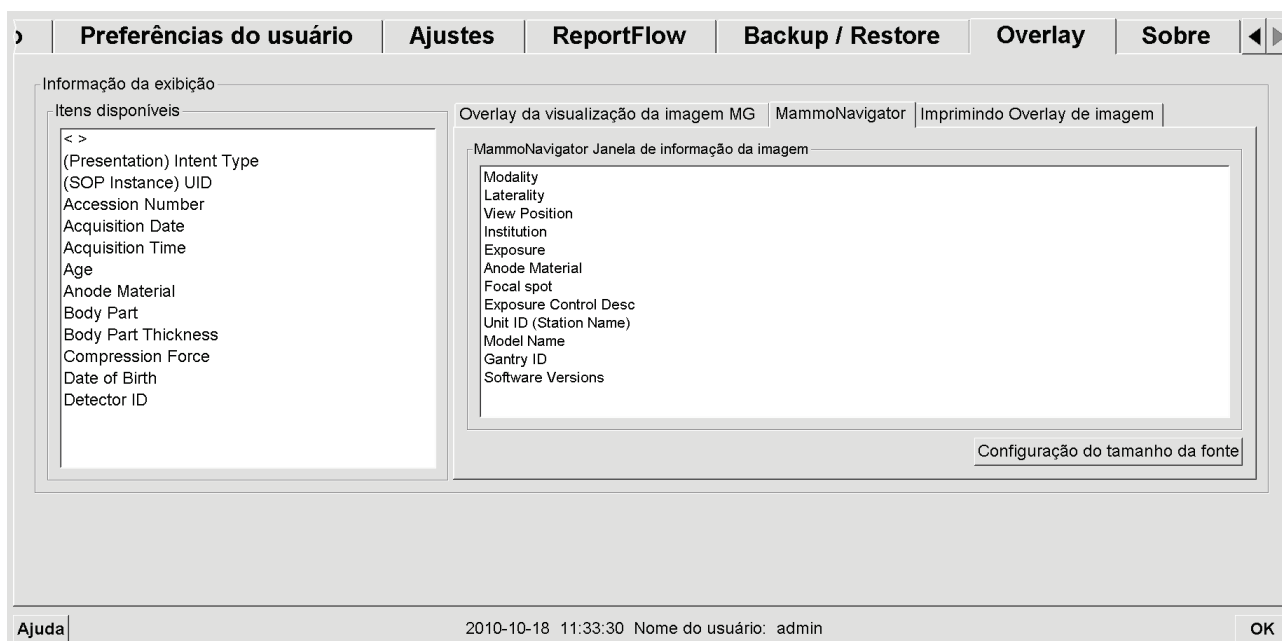 Preferências do usuário
Ajustes
ReportFlow
Backup / Restore
Overlay
Sobre
Informação da exibição
Itens disponíveis
< >
(Presentation) Intent Type
(SOP Instance) UID
Accession Number
Acquisition Date
Acquisition Time
Age
Anode Material
Body Part
Body Part Thickness
Compression Force
Date of Birth
Detector ID
Overlay da visualização da imagem MG
MammoNavigator
Imprimindo Overlay de imagem
MammoNavigator Janela de informação da imagem
Modality
Laterality
View Position
Institution
Exposure
Anode Material
Focal spot
Exposure Control Desc
Unit ID (Station Name)
Model Name
Gantry ID
Software Versions
Configuração do tamanho da fonte
Ajuda
2010-10-18 11:33:30 Nome do usuário: admin
OK